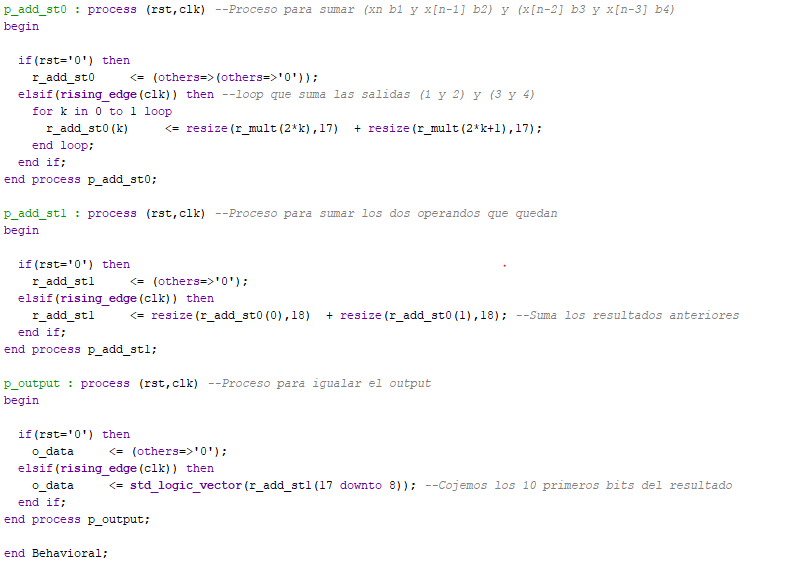 p_add_st0 : process (rst,clk) --Proceso para sumar (xn b1 y x[n-1] b2) y (x[n-2] b3 y x[n-3] b4)
begin
if(rst='0') then
r_add_st0 <= (others=>(others=>'0'));
elsif(rising_edge(clk)) then --loop que suma las salidas (1 y 2) y (3 y 4)
for k in 0 to 1 loop
r_add_st0(k) <= resize(r_mult(2*k),17) + resize(r_mult(2*k+1),17);
end loop;
end if;
end process p_add_st0;
p_add_st1 : process (rst,clk) --Proceso para sumar los dos operandos que quedan
begin
if(rst='0') then
r_add_st1 <= (others=>'0');
elsif(rising_edge(clk)) then
r_add_st1 <= resize(r_add_st0(0),18) + resize(r_add_st0(1),18); --Suma los resultados anteriores
end if;
end process p_add_st1;
p_output : process (rst,clk) --Proceso para igualar el output
begin
if(rst='0') then
o_data <= (others=>'0');
elsif(rising_edge(clk)) then
o_data <= std_logic_vector(r_add_st1(17 downto 8)); --Cojemos los 10 primeros bits del resultado
end if;
end process p_output;
end Behavioral;